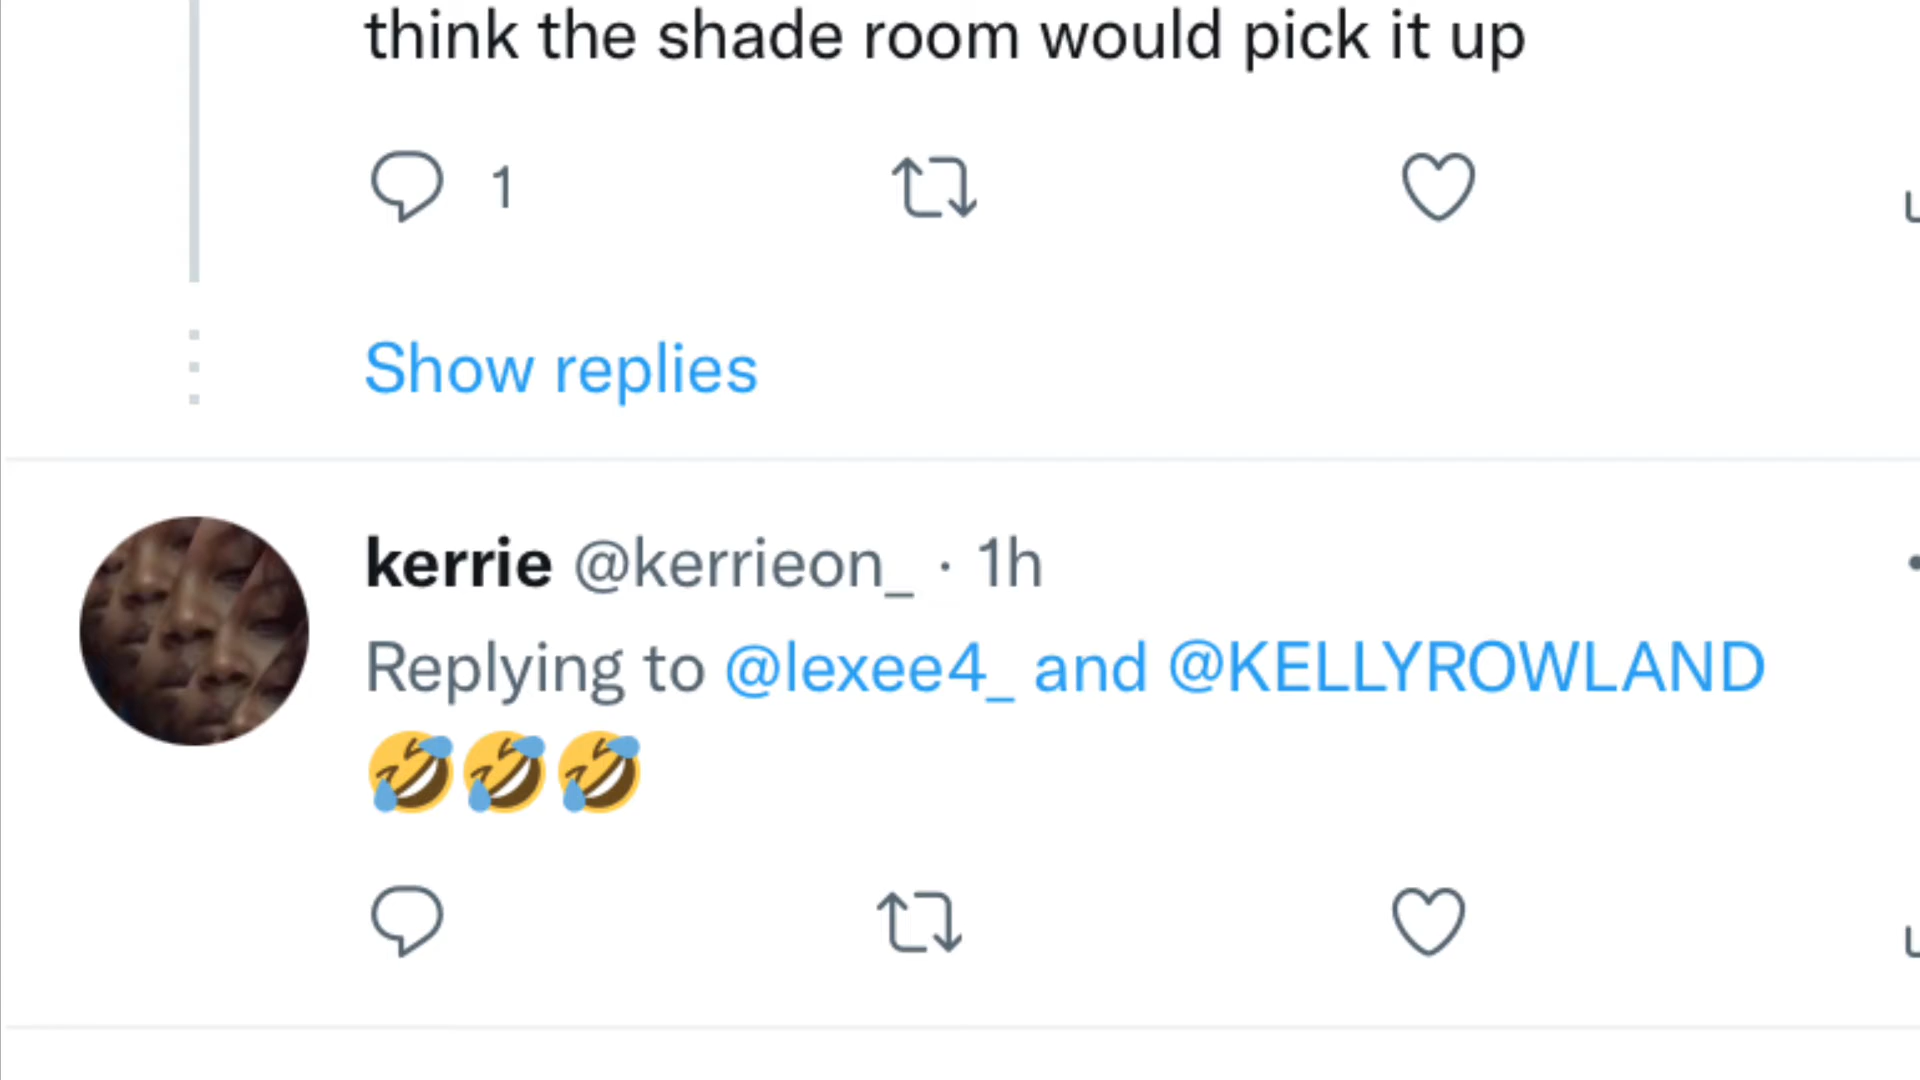 think the shade room would pick it up
1
Show replies
kerrie @kerrieon_ · 1h
Replying to @lexee4_ and @KELLYROWLAND
🤣🤣🤣